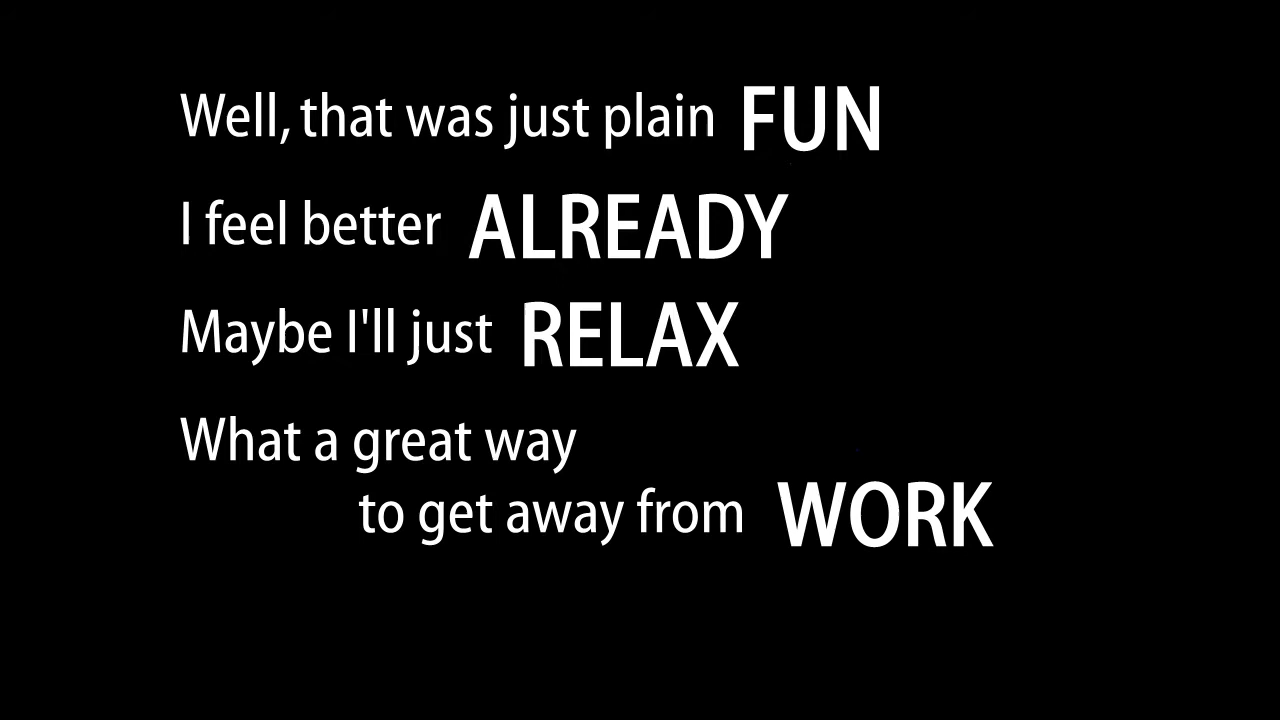 Well, that was just plain FUN
I feel better ALREADY
Maybe I'll just RELAX
What a great way
to get away from WORK